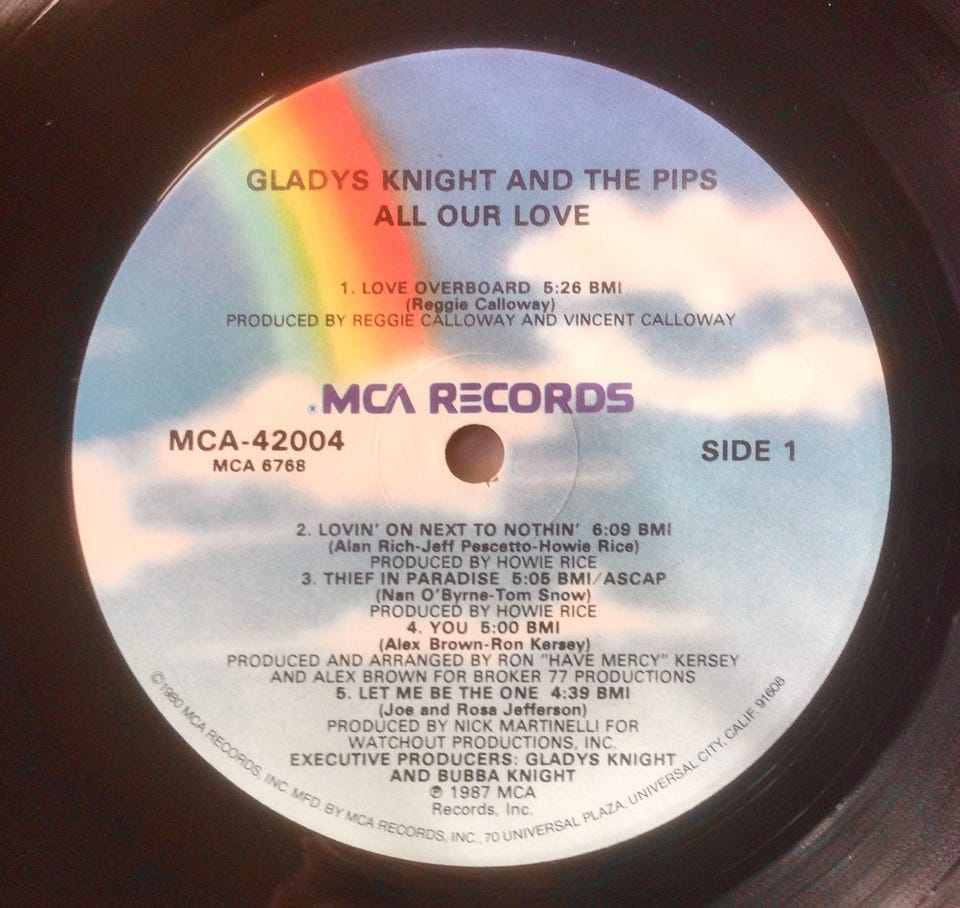 GLADYS KNIGHT AND THE PIPS
ALL OUR LOVE
1. LOVE OVERBOARD 5:26 BMI
(Reggie Calloway)
PRODUCED BY REGGIE CALLOWAY AND VINCENT CALLOWAY
® MCA RECORDS
MCA-42004
MCA 6768
SIDE 1
2. LOVIN' ON NEXT TO NOTHIN' 6:09 BMI
(Alan Rich-Jeff Pescetto-Howie Rice)
PRODUCED BY HOWIE RICE
3. THIEF IN PARADISE 5:05 BMI/ASCAP
(Nan O'Byrne-Tom Snow)
PRODUCED BY HOWIE RICE
4. YOU 5:00 BMI
(Alex Brown-Ron Kersey)
PRODUCED AND ARRANGED BY RON "HAVE MERCY" KERSEY
AND ALEX BROWN FOR BROKER 77 PRODUCTIONS
5. LET ME BE THE ONE 4:39 BMI
(Joe and Rosa Jefferson)
PRODUCED BY NICK MARTINELLI FOR
WATCHOUT PRODUCTIONS, INC.
EXECUTIVE PRODUCERS: GLADYS KNIGHT
AND BUBBA KNIGHT
℗ 1987 MCA
Records, Inc.
©1980 MCA RECORDS, INC. MFD. BY MCA RECORDS, INC., 70 UNIVERSAL PLAZA, UNIVERSAL CITY, CALIF. 91608